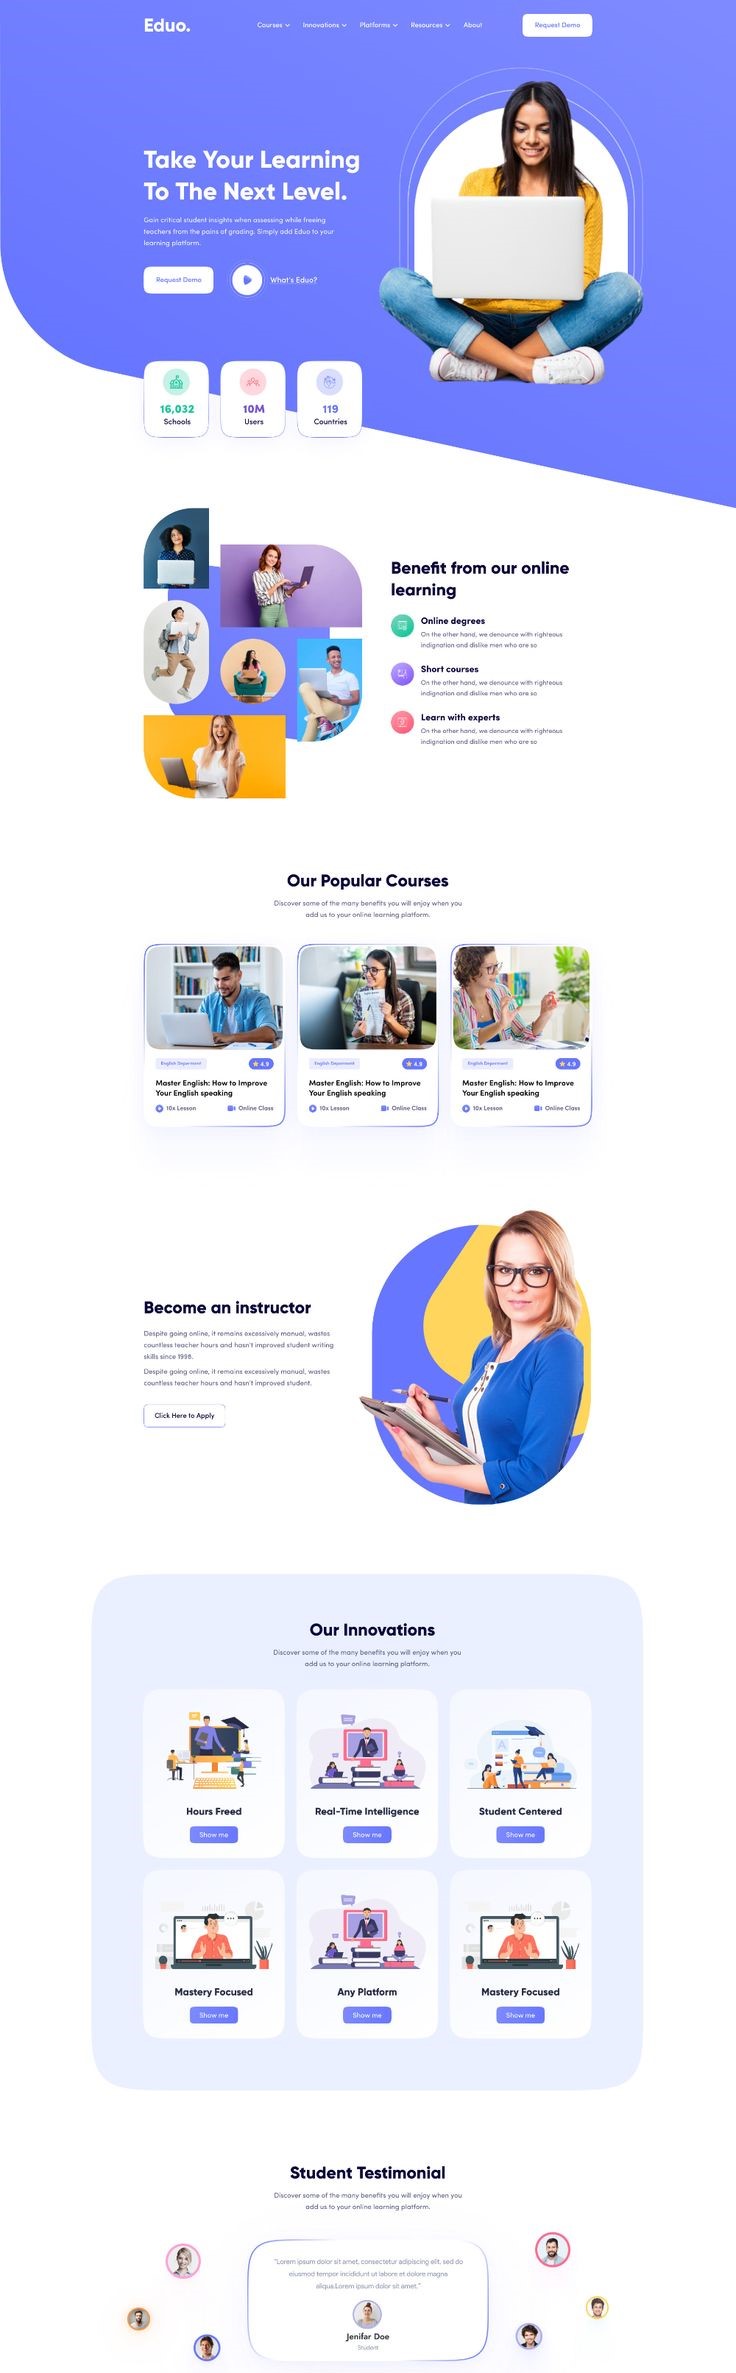 Eduo.
Courses
Innovations
Platforms
Resources
About
Request Demo
Take Your Learning
To The Next Level.
Gain critical student insights when assessing while freeing
teachers from the pains of grading. Simply add Eduo to your
learning platform.
Request Demo
What's Eduo?
16,032
Schools
10M
Users
119
Countries
Benefit from our online
learning
Online degrees
On the other hand, we denounce with righteous
indignation and dislike men who are so
Short courses
On the other hand, we denounce with righteous
indignation and dislike men who are so
Learn with experts
On the other hand, we denounce with righteous
indignation and dislike men who are so
Our Popular Courses
Discover some of the many benefits you will enjoy when you
add us to your online learning platform.
English Deparment
4.9
Master English: How to Improve
Your English speaking
10x Lesson
Online Class
English Deparment
4.9
Master English: How to Improve
Your English speaking
10x Lesson
Online Class
English Deparment
4.9
Master English: How to Improve
Your English speaking
10x Lesson
Online Class
Become an instructor
Despite going online, it remains excessively manual, wastes
countless teacher hours and hasn't improved student writing
skills since 1998.
Despite going online, it remains excessively manual, wastes
countless teacher hours and hasn't improved student.
Click Here to Apply
Our Innovations
Discover some of the many benefits you will enjoy when you
add us to your online learning platform.
Hours Freed
Show me
Real-Time Intelligence
Show me
Student Centered
Show me
Mastery Focused
Show me
Any Platform
Show me
Mastery Focused
Show me
Student Testimonial
Discover some of the many benefits you will enjoy when you
add us to your online learning platform.
"Lorem ipsum dolor sit amet, consectetur adipiscing elit, sed do
eiusmod tempor incididunt ut labore et dolore magna
aliqua.Lorem ipsum dolor sit amet."
Jenifar Doe
Student